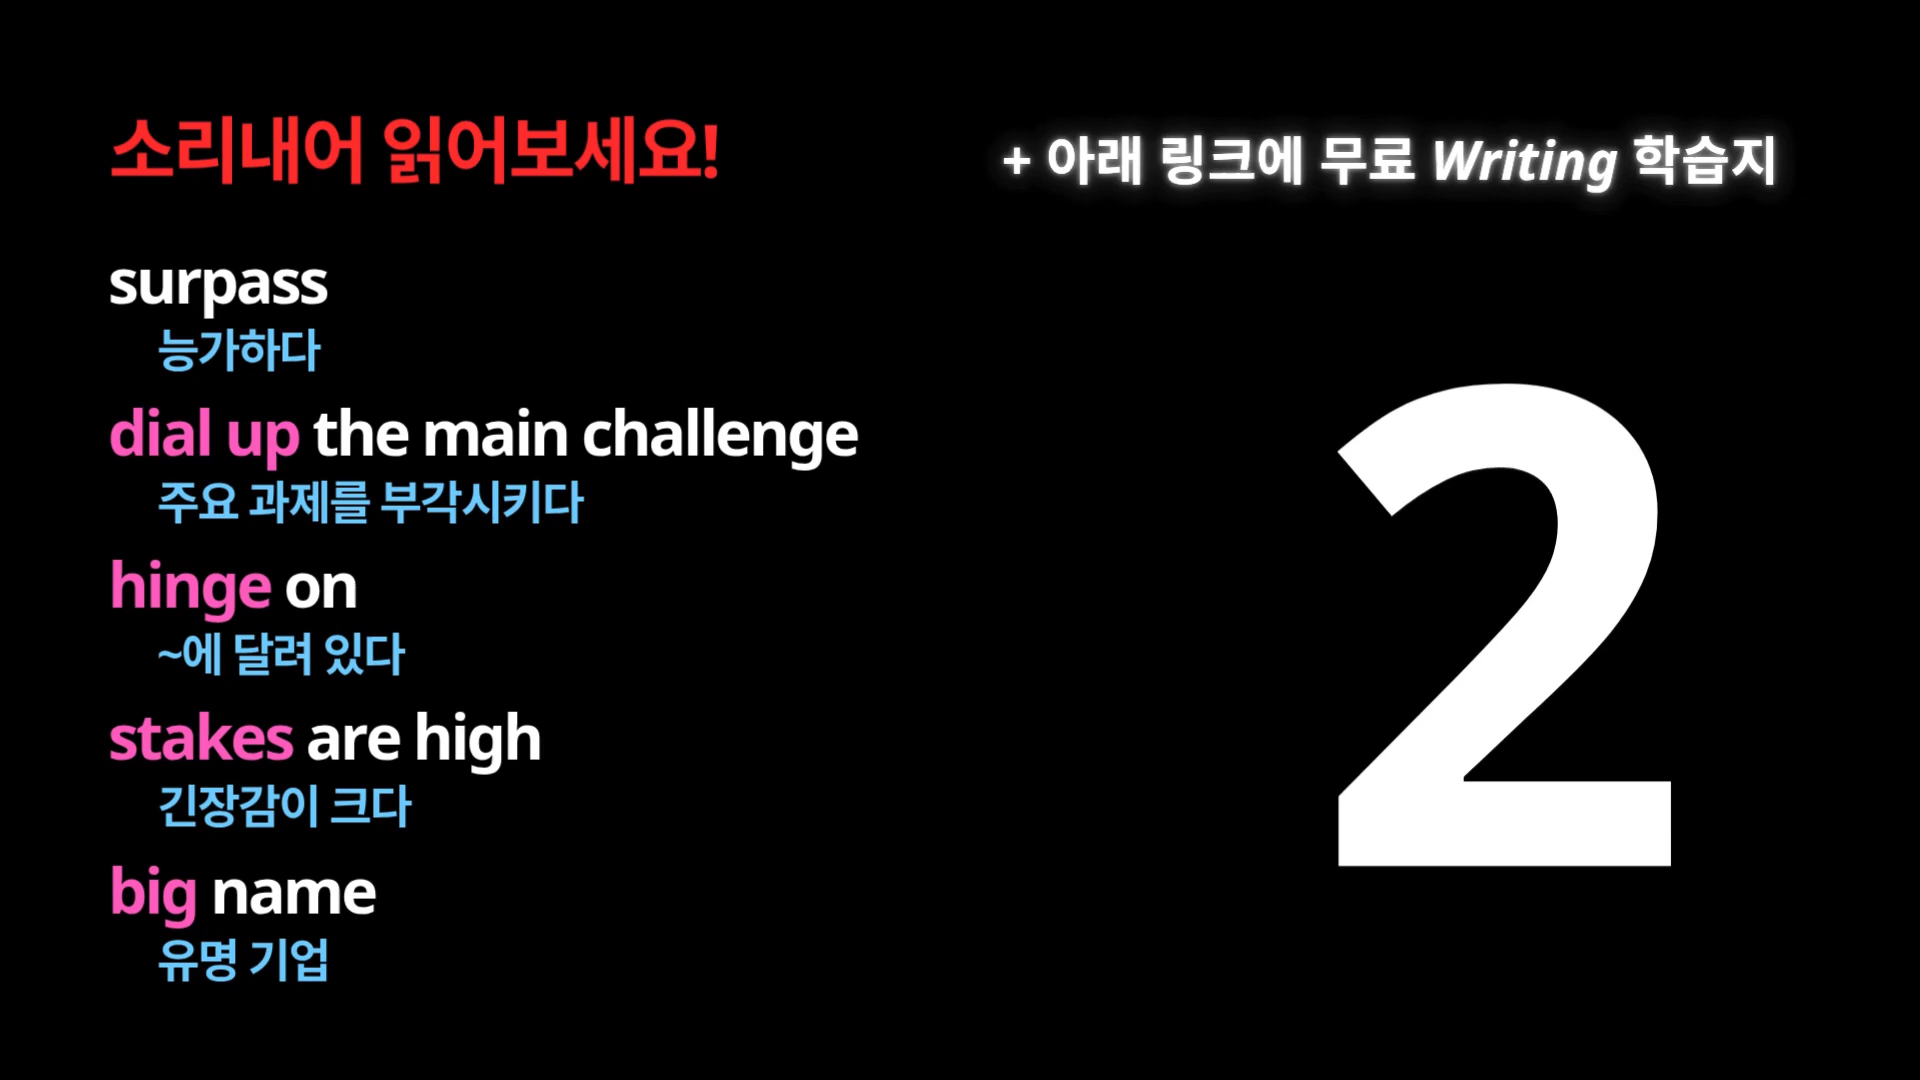 소리내어 읽어보세요!
+ 아래 링크에 무료 Writing 학습지
surpass
능가하다
dial up the main challenge
주요 과제를 부각시키다
hinge on
~에 달려 있다
stakes are high
긴장감이 크다
big name
유명 기업
2